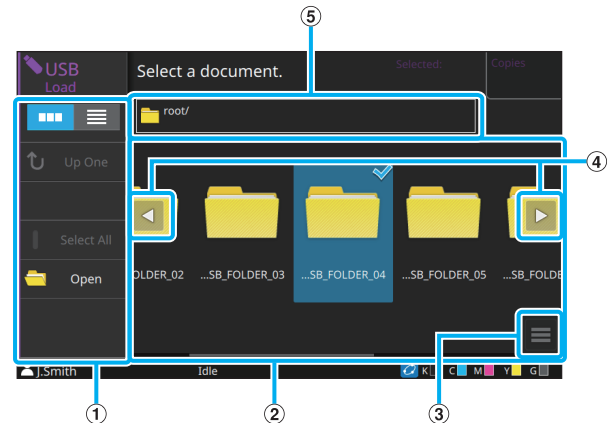 5
USB
Load
Select a document.
Selected:
Copies
root/
4
Up One
Select All
Open
OLDER_02
...SB_FOLDER_03
...SB_FOLDER_04
...SB_FOLDER_05
...SB_FOLDE
J.Smith
Idle
K
C
M
Y
G
1
2
3